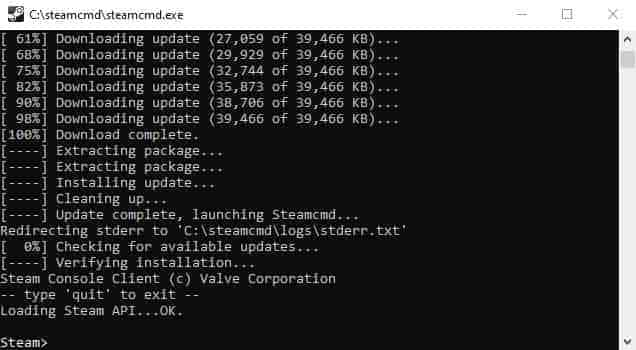 C:\steamcmd\steamcmd.exe
[ 61%] Downloading update (27,059 of 39,466 KB)...
[ 68%] Downloading update (29,929 of 39,466 KB)...
[ 75%] Downloading update (32,744 of 39,466 KB)...
[ 82%] Downloading update (35,873 of 39,466 KB)...
[ 90%] Downloading update (38,706 of 39,466 KB)...
[ 98%] Downloading update (39,466 of 39,466 KB)...
[100%] Download complete.
[----] Extracting package...
[----] Extracting package...
[----] Installing update...
[----] Cleaning up...
[----] Update complete, launching Steamcmd...
Redirecting stderr to 'C:\steamcmd\logs\stderr.txt'
[  0%] Checking for available updates...
[----] Verifying installation...
Steam Console Client (c) Valve Corporation
-- type 'quit' to exit --
Loading Steam API...OK.
Steam>